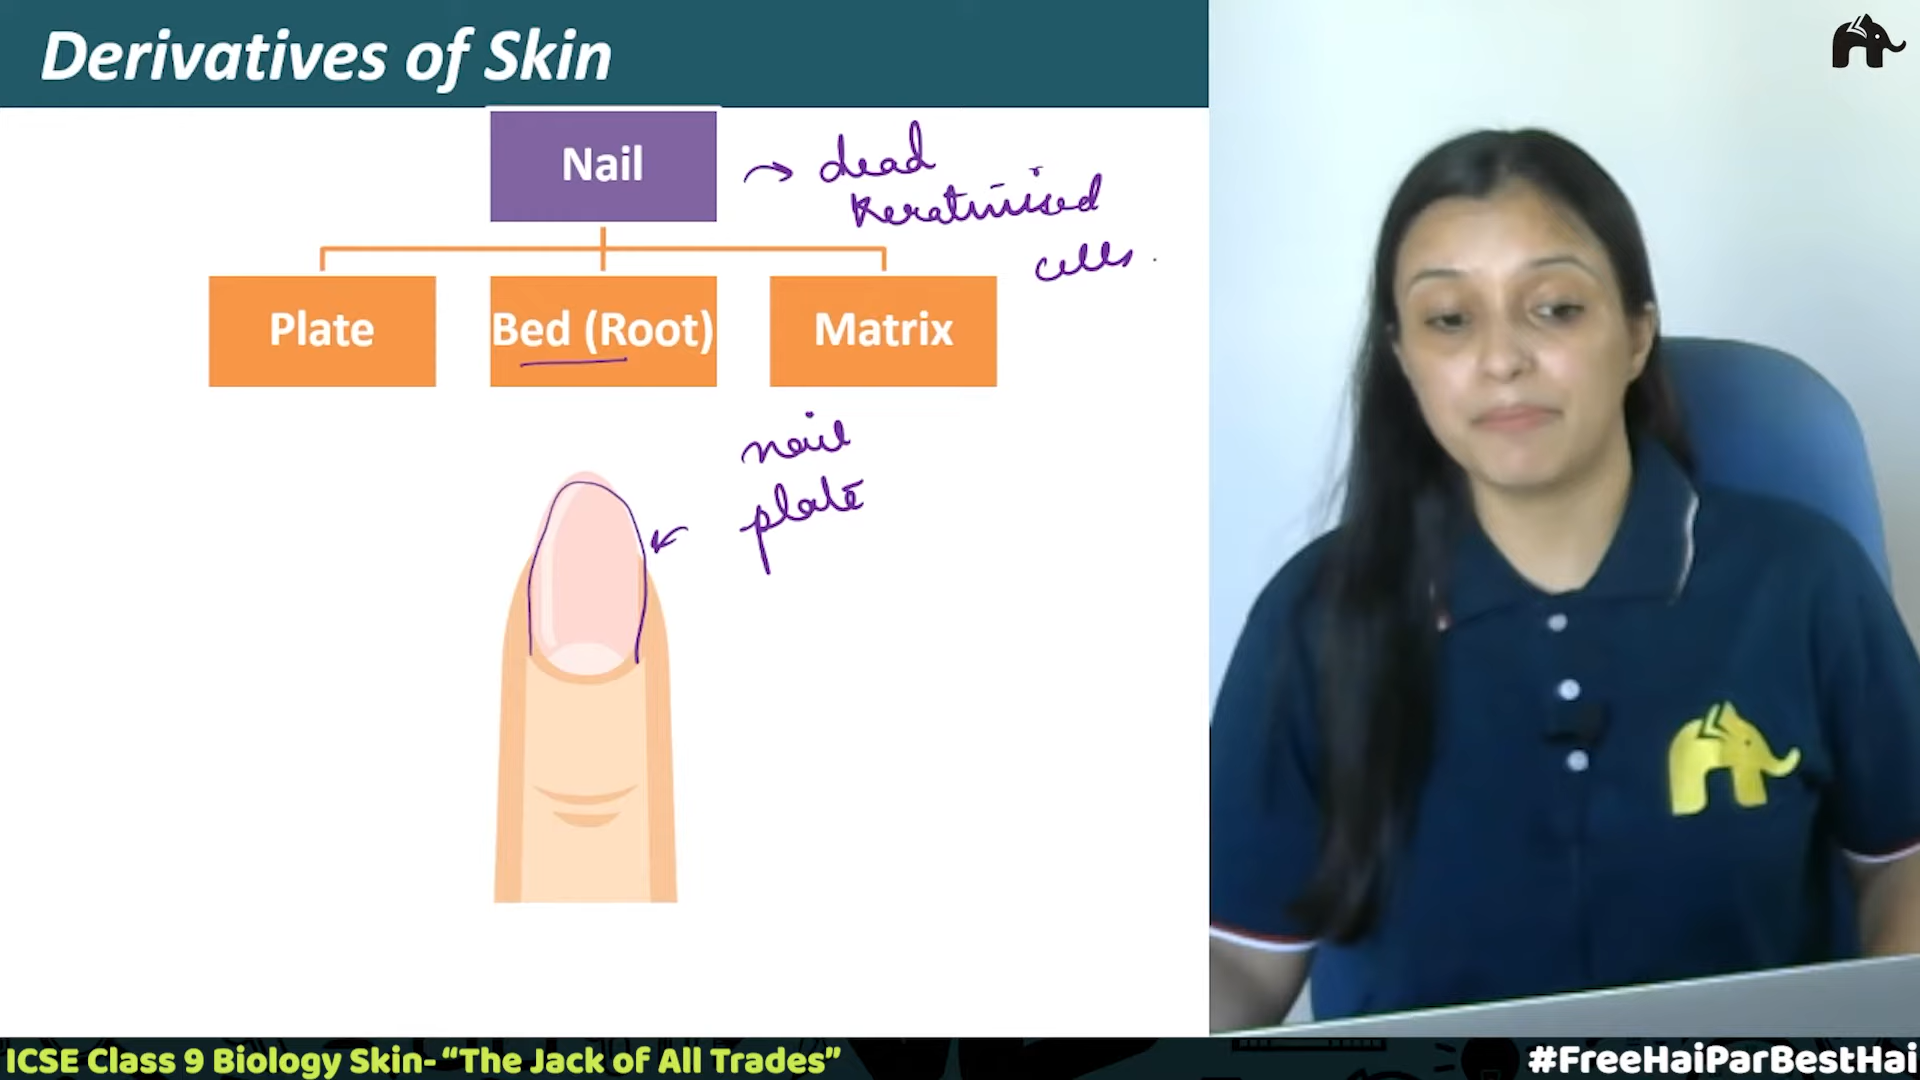 Derivatives of Skin
Nail
→ dead
keratinised
cells.
Plate
Bed (Root)
Matrix
nail
plate
ICSE Class 9 Biology Skin- “The Jack of All Trades”
#FreeHaiParBestHai